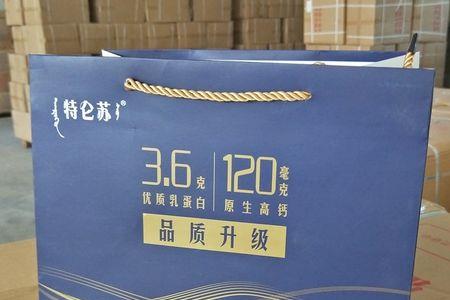 特仑苏®
3.6克 120毫克
优质乳蛋白 原生高钙
品质升级